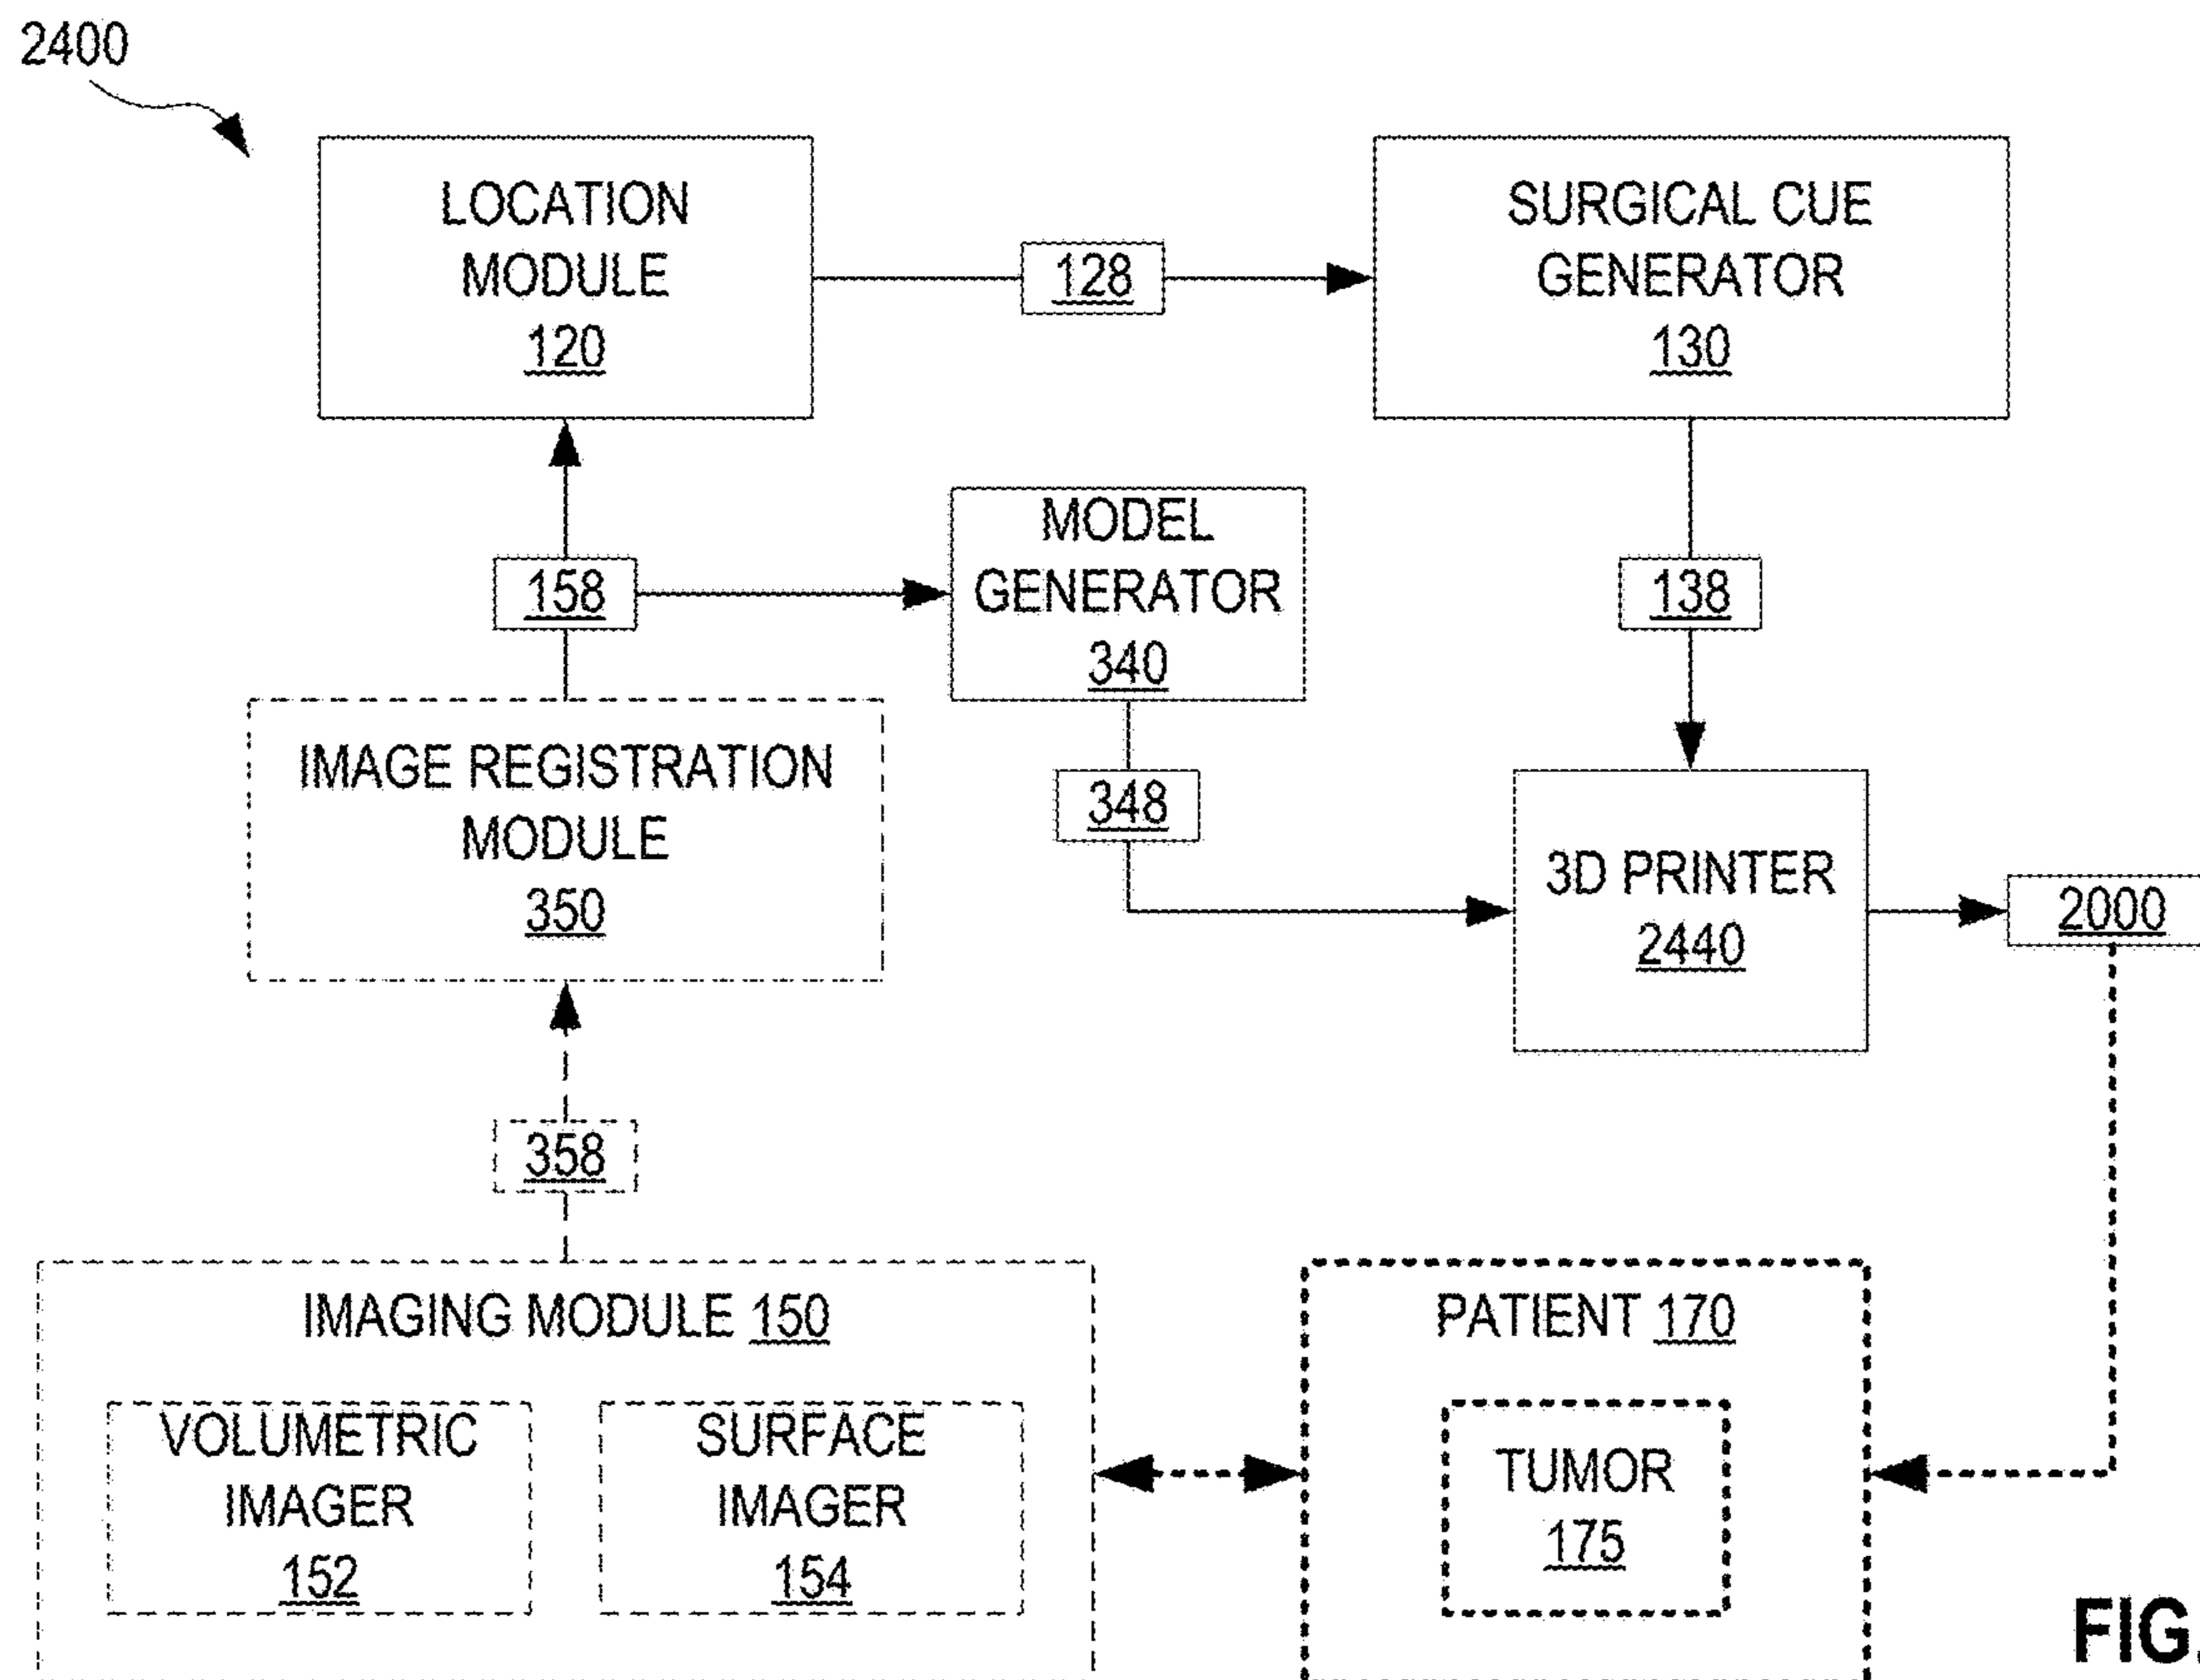 2400
LOCATION
MODULE
120
128
SURGICAL CUE
GENERATOR
130
158
MODEL
GENERATOR
340
138
IMAGE REGISTRATION
MODULE
350
348
3D PRINTER
2440
2000
358
IMAGING MODULE 150
VOLUMETRIC
IMAGER
152
SURFACE
IMAGER
154
PATIENT 170
TUMOR
175
FIG.